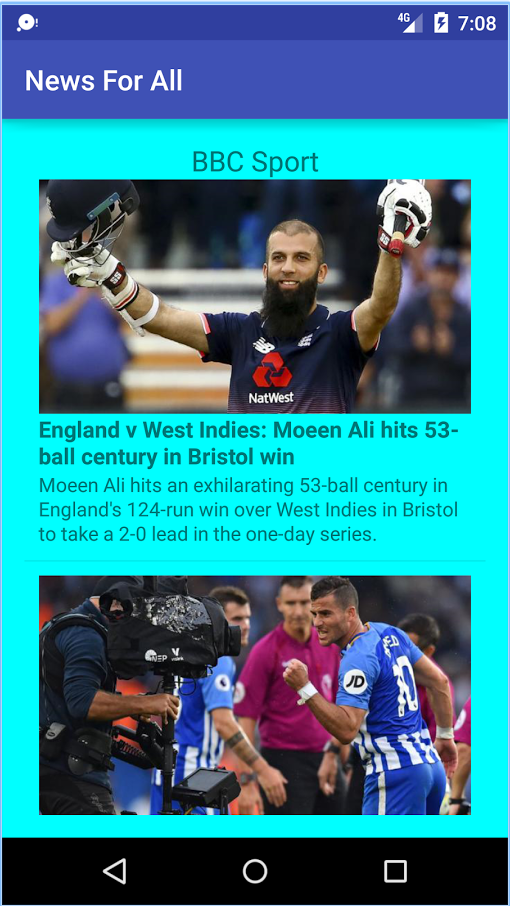 4G
7:08
News For All
BBC Sport
NatWest
England v West Indies: Moeen Ali hits 53-
ball century in Bristol win
Moeen Ali hits an exhilarating 53-ball century in
England's 124-run win over West Indies in Bristol
to take a 2-0 lead in the one-day series.
NEP
JD
10